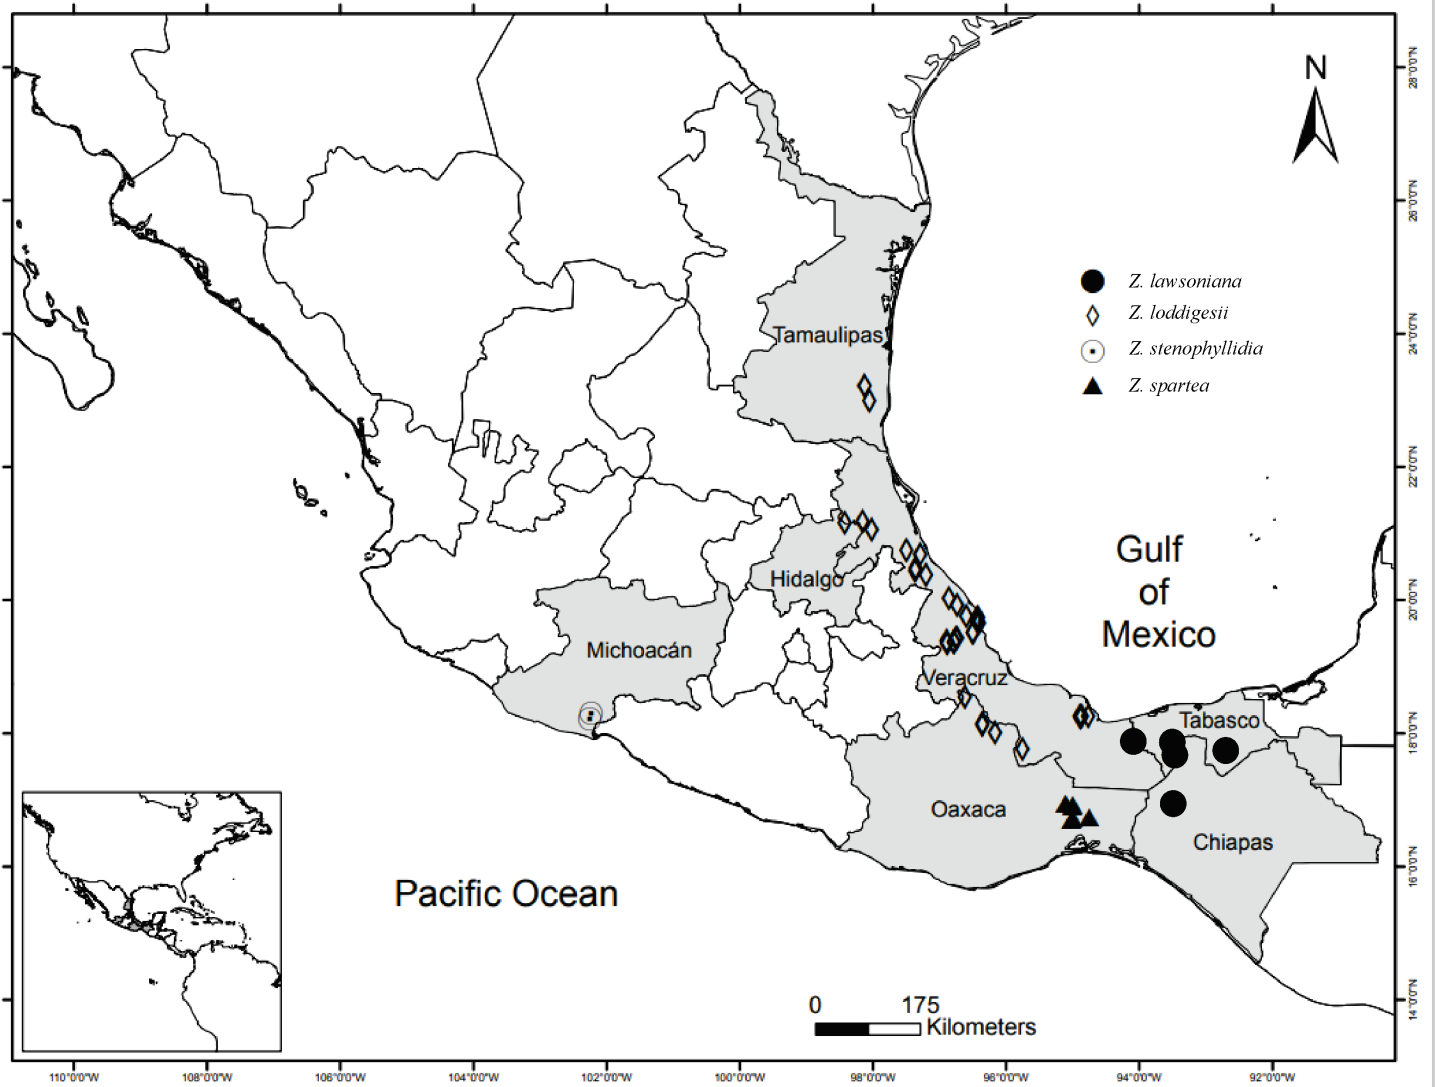 N
28°0'0"N
26°0'0"N
Z. lawsoniana
Z. loddigesii
Tamaulipas
24°0'0"N
Z. stenophyllidia
Z. spartea
22°0'0"N
Gulf
of
Mexico
Hidalgo
20°0'0"N
Michoacán
Veracruz
Tabasco
18°0'0"N
Oaxaca
Chiapas
16°0'0"N
Pacific Ocean
0 175
Kilometers
14°0'0"N
110°0'0"W 108°0'0"W 106°0'0"W 104°0'0"W 102°0'0"W 100°0'0"W 98°0'0"W 96°0'0"W 94°0'0"W 92°0'0"W